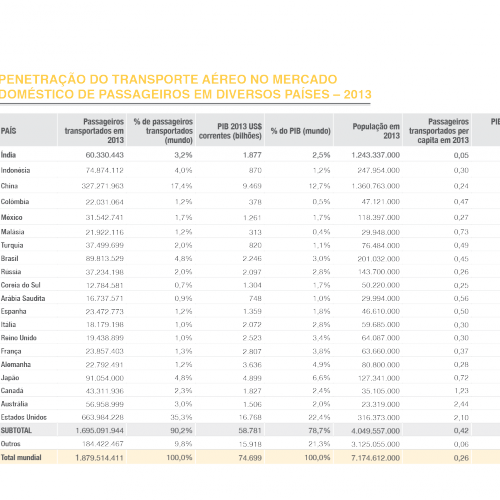 PENETRAÇÃO DO TRANSPORTE AÉREO NO MERCADO
DOMÉSTICO DE PASSAGEIROS EM DIVERSOS PAÍSES – 2013
PAÍS Passageiros transportados em 2013 % de passageiros transportados (mundo) PIB 2013 US$ correntes (bilhões) % do PIB (mundo) População em 2013 Passageiros transportados per capita em 2013
Índia 60.330.443 3,2% 1.877 2,5% 1.243.337.000 0,05
Indonésia 74.874.112 4,0% 870 1,2% 247.954.000 0,30
China 327.271.963 17,4% 9.469 12,7% 1.360.763.000 0,24
Colômbia 22.031.064 1,2% 378 0,5% 47.121.000 0,47
México 31.542.741 1,7% 1.261 1,7% 118.397.000 0,27
Malásia 21.922.116 1,2% 313 0,4% 29.948.000 0,73
Turquia 37.499.699 2,0% 820 1,1% 76.484.000 0,49
Brasil 89.813.529 4,8% 2.246 3,0% 201.032.000 0,45
Rússia 37.234.198 2,0% 2.097 2,8% 143.700.000 0,26
Coreia do Sul 12.784.581 0,7% 1.304 1,7% 50.220.000 0,25
Arábia Saudita 16.737.571 0,9% 748 1,0% 29.994.000 0,56
Espanha 23.472.773 1,2% 1.359 1,8% 46.610.000 0,50
Itália 18.179.198 1,0% 2.072 2,8% 59.685.000 0,30
Reino Unido 19.438.899 1,0% 2.523 3,4% 64.087.000 0,30
França 23.857.403 1,3% 2.807 3,8% 63.660.000 0,37
Alemanha 22.792.491 1,2% 3.636 4,9% 80.800.000 0,28
Japão 91.054.000 4,8% 4.899 6,6% 127.341.000 0,72
Canadá 43.311.936 2,3% 1.827 2,4% 35.105.000 1,23
Austrália 56.958.999 3,0% 1.506 2,0% 23.319.000 2,44
Estados Unidos 663.984.228 35,3% 16.768 22,4% 316.373.000 2,10
SUBTOTAL 1.695.091.944 90,2% 58.781 78,7% 4.049.557.000 0,42
Outros 184.422.467 9,8% 15.918 21,3% 3.125.055.000 0,06
Total mundial 1.879.514.411 100,0% 74.699 100,0% 7.174.612.000 0,26